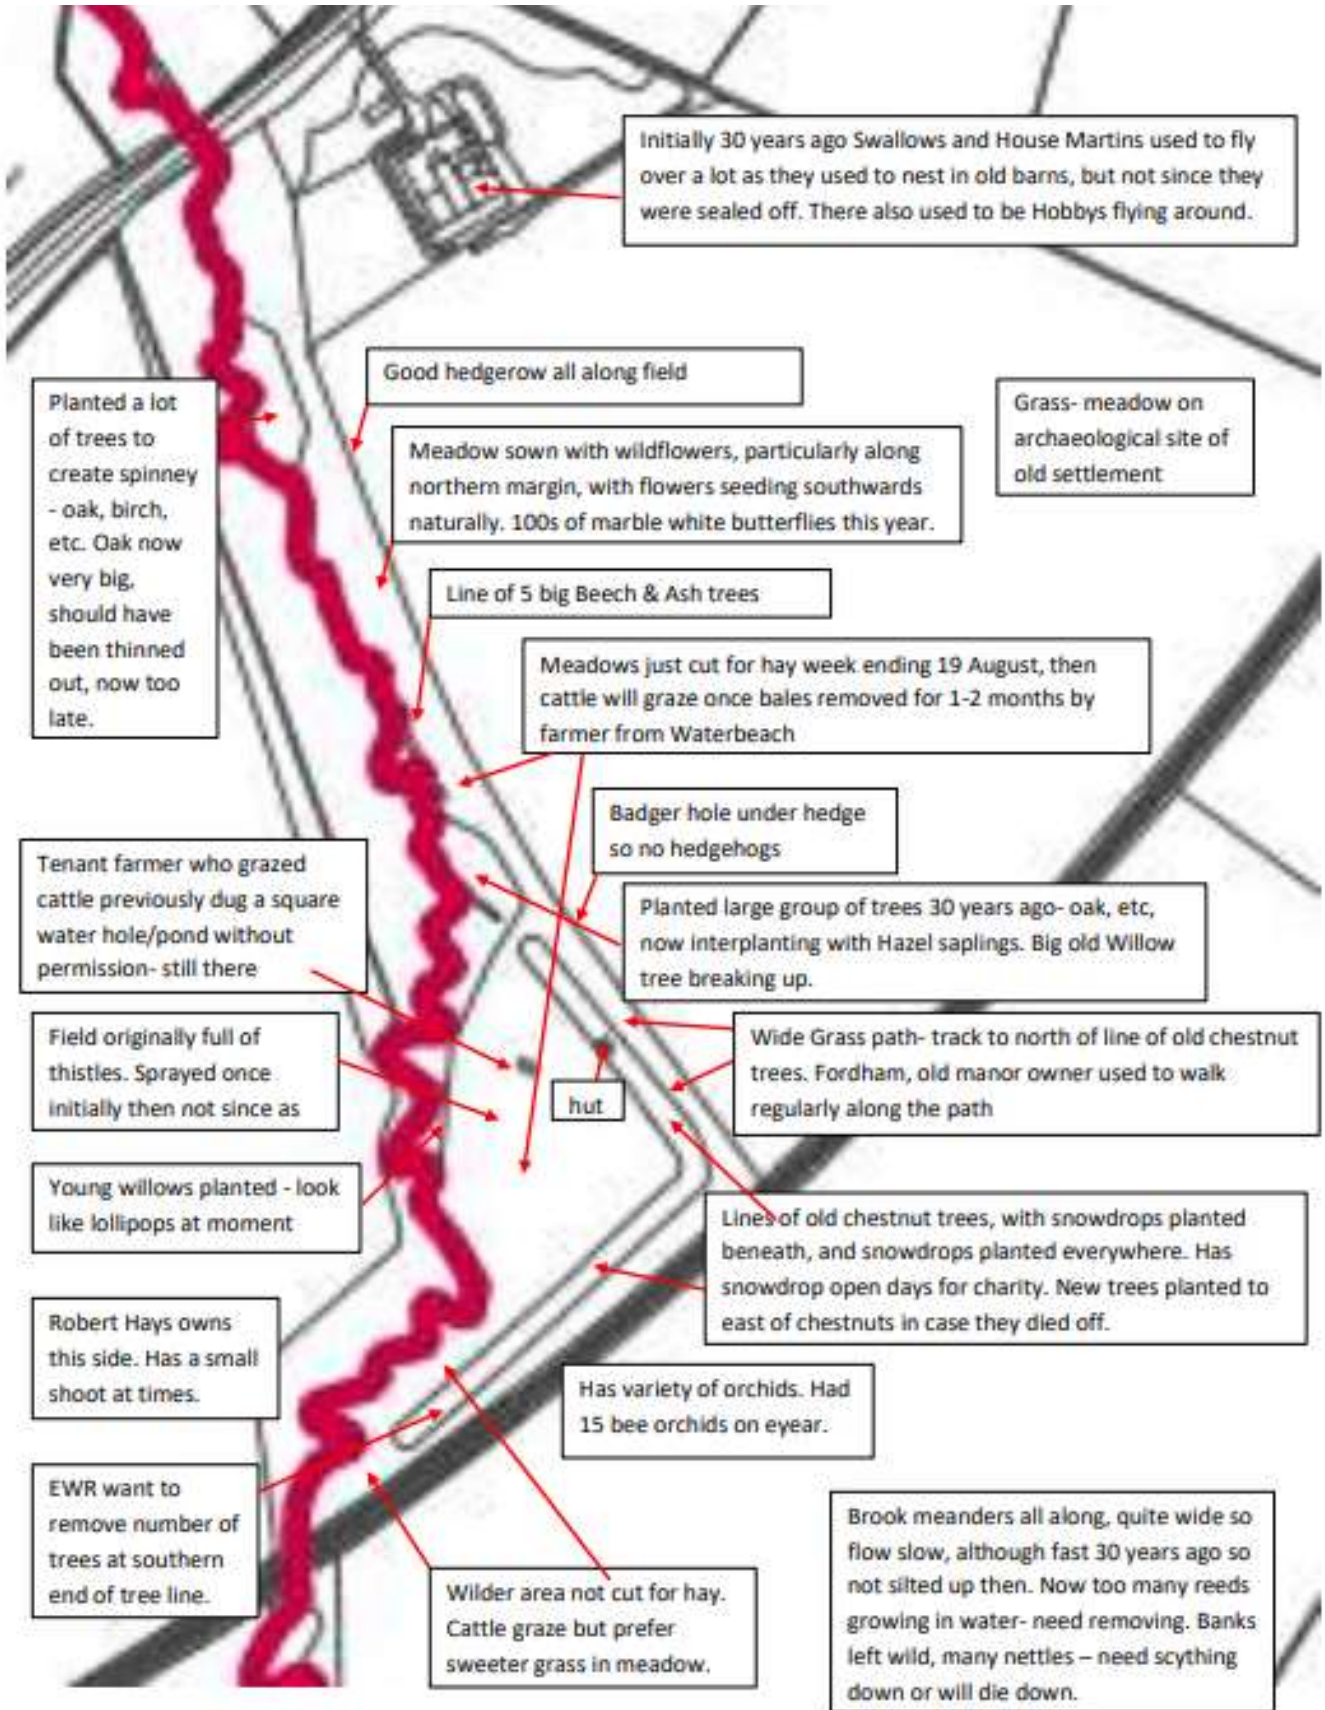 Initially 30 years ago Swallows and House Martins used to fly
over a lot as they used to nest in old barns, but not since they
were sealed off. There also used to be Hobbys flying around.
Good hedgerow all along field
Planted a lot
of trees to
create spinney
- oak, birch,
etc. Oak now
very big,
should have
been thinned
out, now too
late.
Grass- meadow on
archaeological site of
old settlement
Meadow sown with wildflowers, particularly along
northern margin, with flowers seeding southwards
naturally. 100s of marble white butterflies this year.
Line of 5 big Beech & Ash trees
Meadows just cut for hay week ending 19 August, then
cattle will graze once bales removed for 1-2 months by
farmer from Waterbeach
Badger hole under hedge
so no hedgehogs
Tenant farmer who grazed
cattle previously dug a square
water hole/pond without
permission- still there
Planted large group of trees 30 years ago- oak, etc,
now interplanting with Hazel saplings. Big old Willow
tree breaking up.
Field originally full of
thistles. Sprayed once
initially then not since as
hut
Wide Grass path- track to north of line of old chestnut
trees. Fordham, old manor owner used to walk
regularly along the path
Young willows planted - look
like lollipops at moment
Lines of old chestnut trees, with snowdrops planted
beneath, and snowdrops planted everywhere. Has
snowdrop open days for charity. New trees planted to
east of chestnuts in case they died off.
Robert Hays owns
this side. Has a small
shoot at times.
Has variety of orchids. Had
15 bee orchids on eyear.
EWR want to
remove number of
trees at southern
end of tree line.
Wilder area not cut for hay.
Cattle graze but prefer
sweeter grass in meadow.
Brook meanders all along, quite wide so
flow slow, although fast 30 years ago so
not silted up then. Now too many reeds
growing in water- need removing. Banks
left wild, many nettles – need scything
down or will die down.